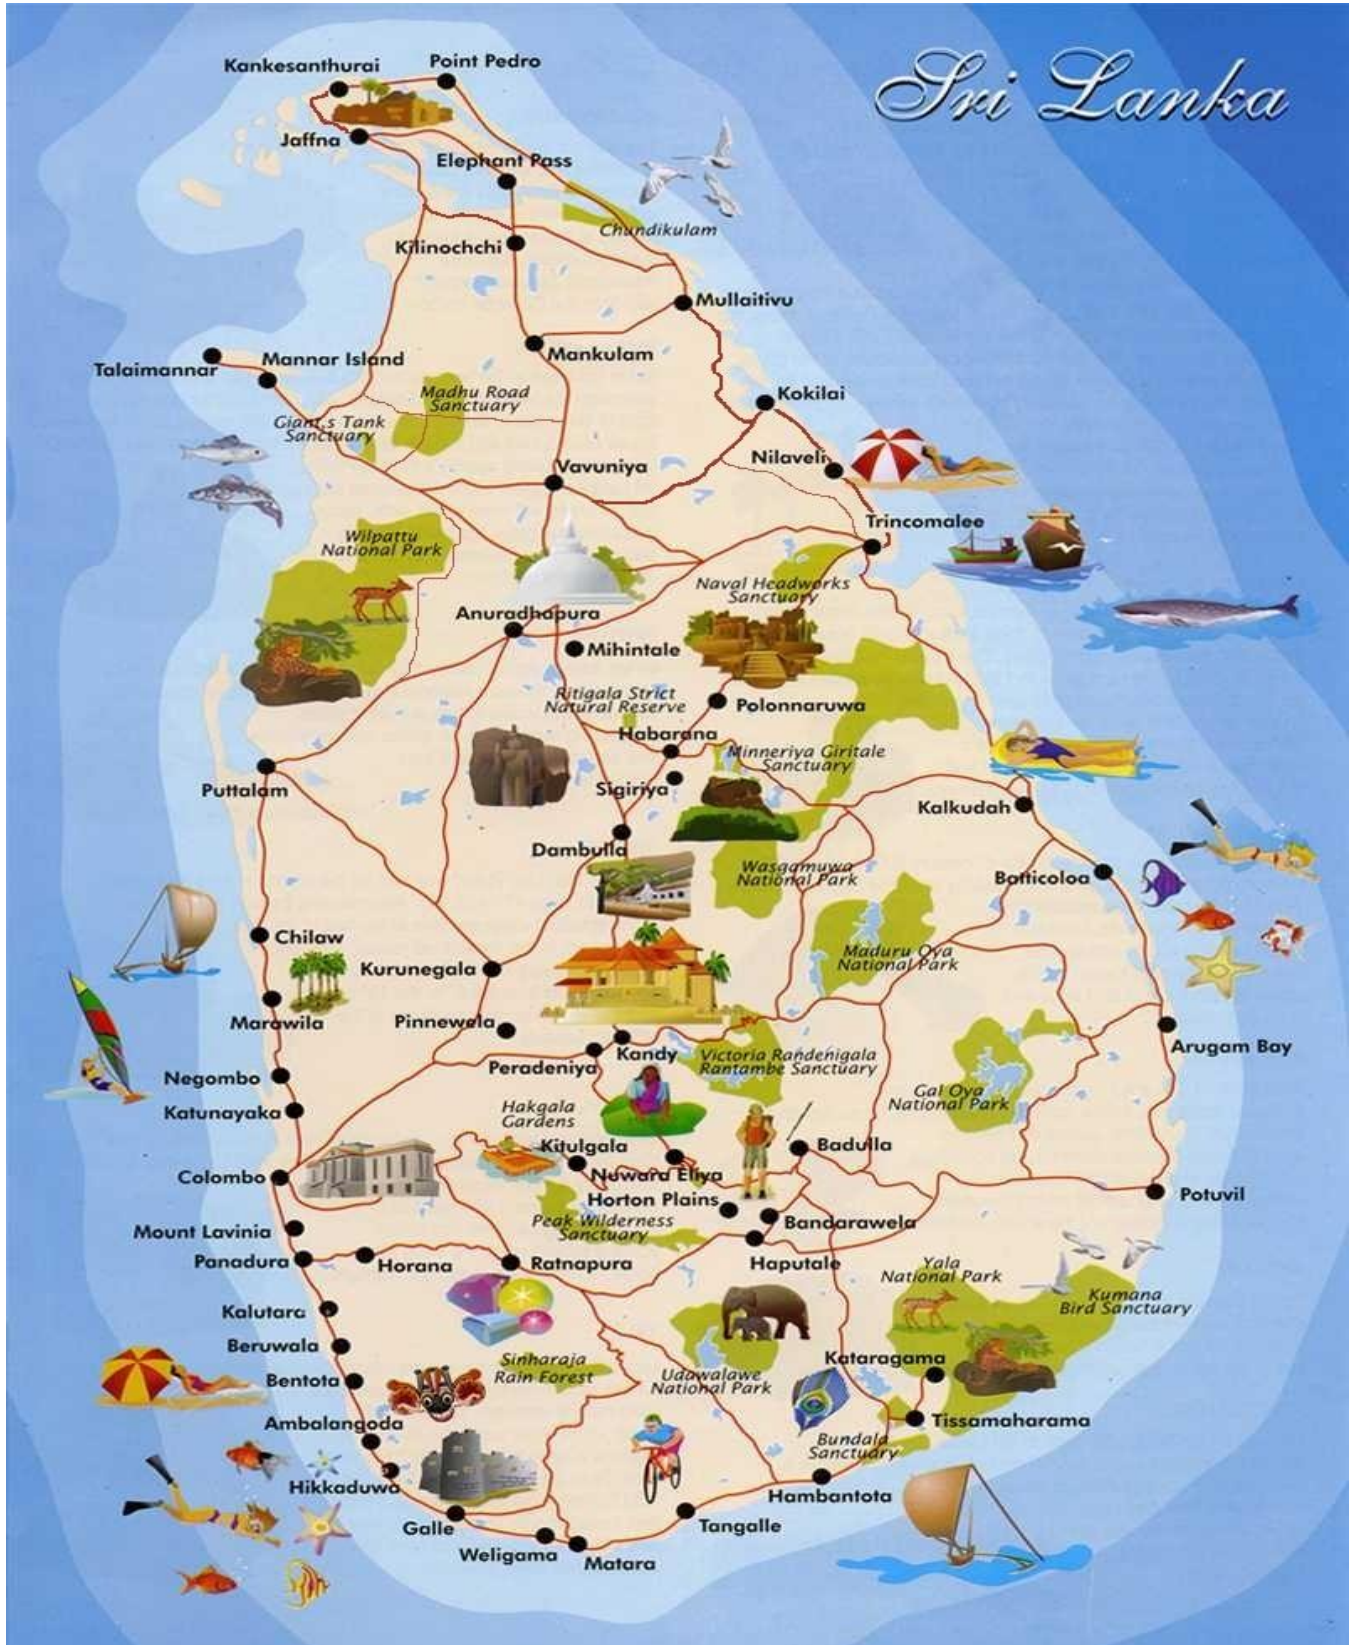 Sri Lanka
Kankesanthurai
Point Pedro
Jaffna
Elephant Pass
Chundikulam
Kilinochchi
Mullaitivu
Mankulam
Talaimannar
Mannar Island
Madhu Road
Sanctuary
Kokilai
Giant,s Tank
Sanctuary
Nilaveli
Vavuniya
Trincomalee
Wilpattu
National Park
Naval Headworks
Sanctuary
Anuradhapura
Mihintale
Ritigala Strict
Natural Reserve
Polonnaruwa
Habarana
Minneriya Giritale
Sanctuary
Puttalam
Sigiriya
Kalkudah
Dambulla
Wasgamuwa
National Park
Batticoloa
Chilaw
Kurunegala
Maduru Oya
National Park
Marawila
Pinnewela
Arugam Bay
Peradeniya
Kandy
Victoria Randenigala
Rantambe Sanctuary
Negombo
Gal Oya
National Park
Katunayaka
Hakgala
Gardens
Kitulgala
Badulla
Colombo
Nuwara Eliya
Potuvil
Horton Plains
Mount Lavinia
Peak Wilderness
Sanctuary
Bandarawela
Panadura
Horana
Ratnapura
Haputale
Yala
National Park
Kumana
Bird Sanctuary
Kalutara
Beruwala
Sinharaja
Rain Forest
Kataragama
Bentota
Udawalawe
National Park
Ambalangoda
Tissamaharama
Bundala
Sanctuary
Hikkaduwa
Hambantota
Galle
Tangalle
Weligama
Matara